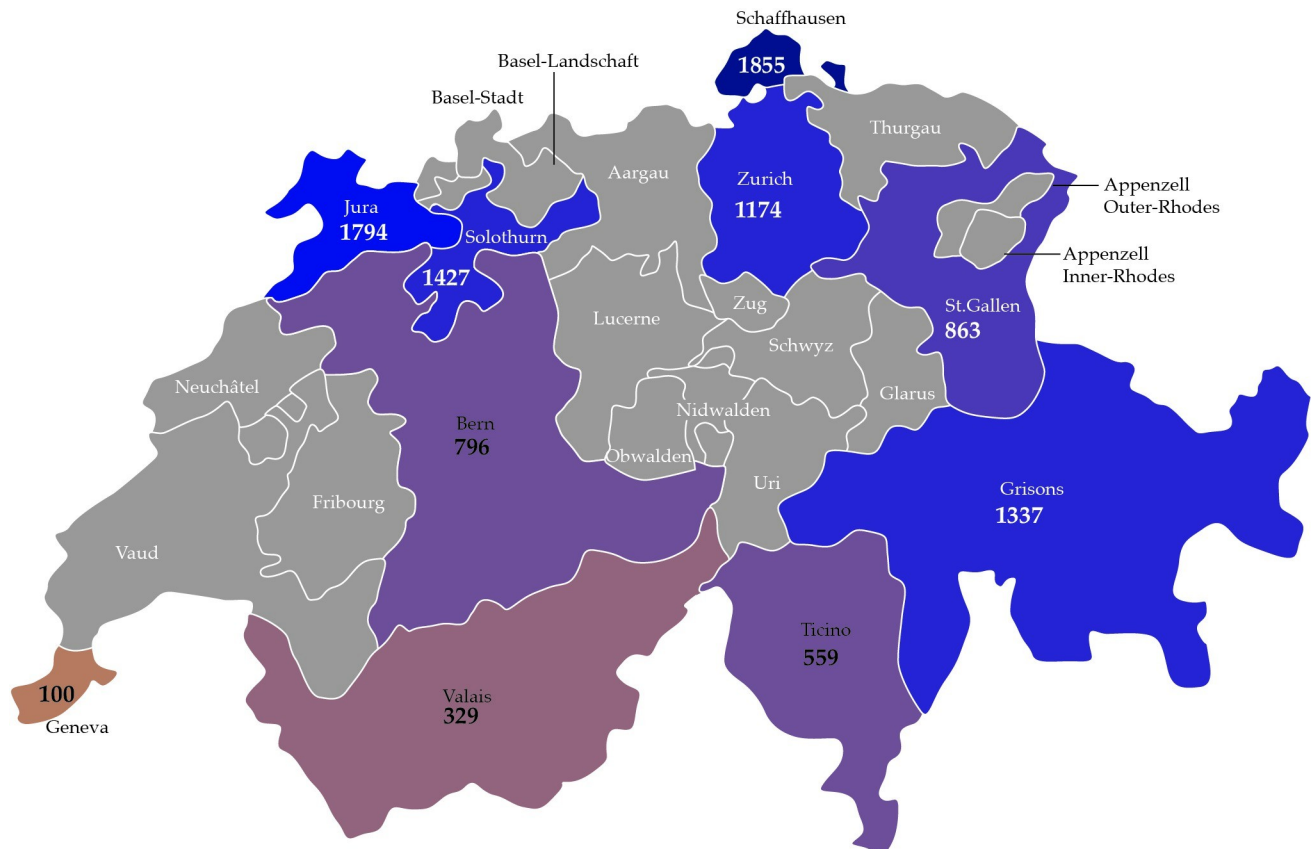 Schaffhausen
1855
Basel-Landschaft
Basel-Stadt
Thurgau
Aargau
Zurich
1174
Appenzell
Outer-Rhodes
Jura
1794
Solothurn
1427
Appenzell
Inner-Rhodes
Zug
St.Gallen
863
Lucerne
Schwyz
Neuchâtel
Glarus
Nidwalden
Bern
796
Obwalden
Uri
Grisons
1337
Fribourg
Vaud
Ticino
559
100
Geneva
Valais
329